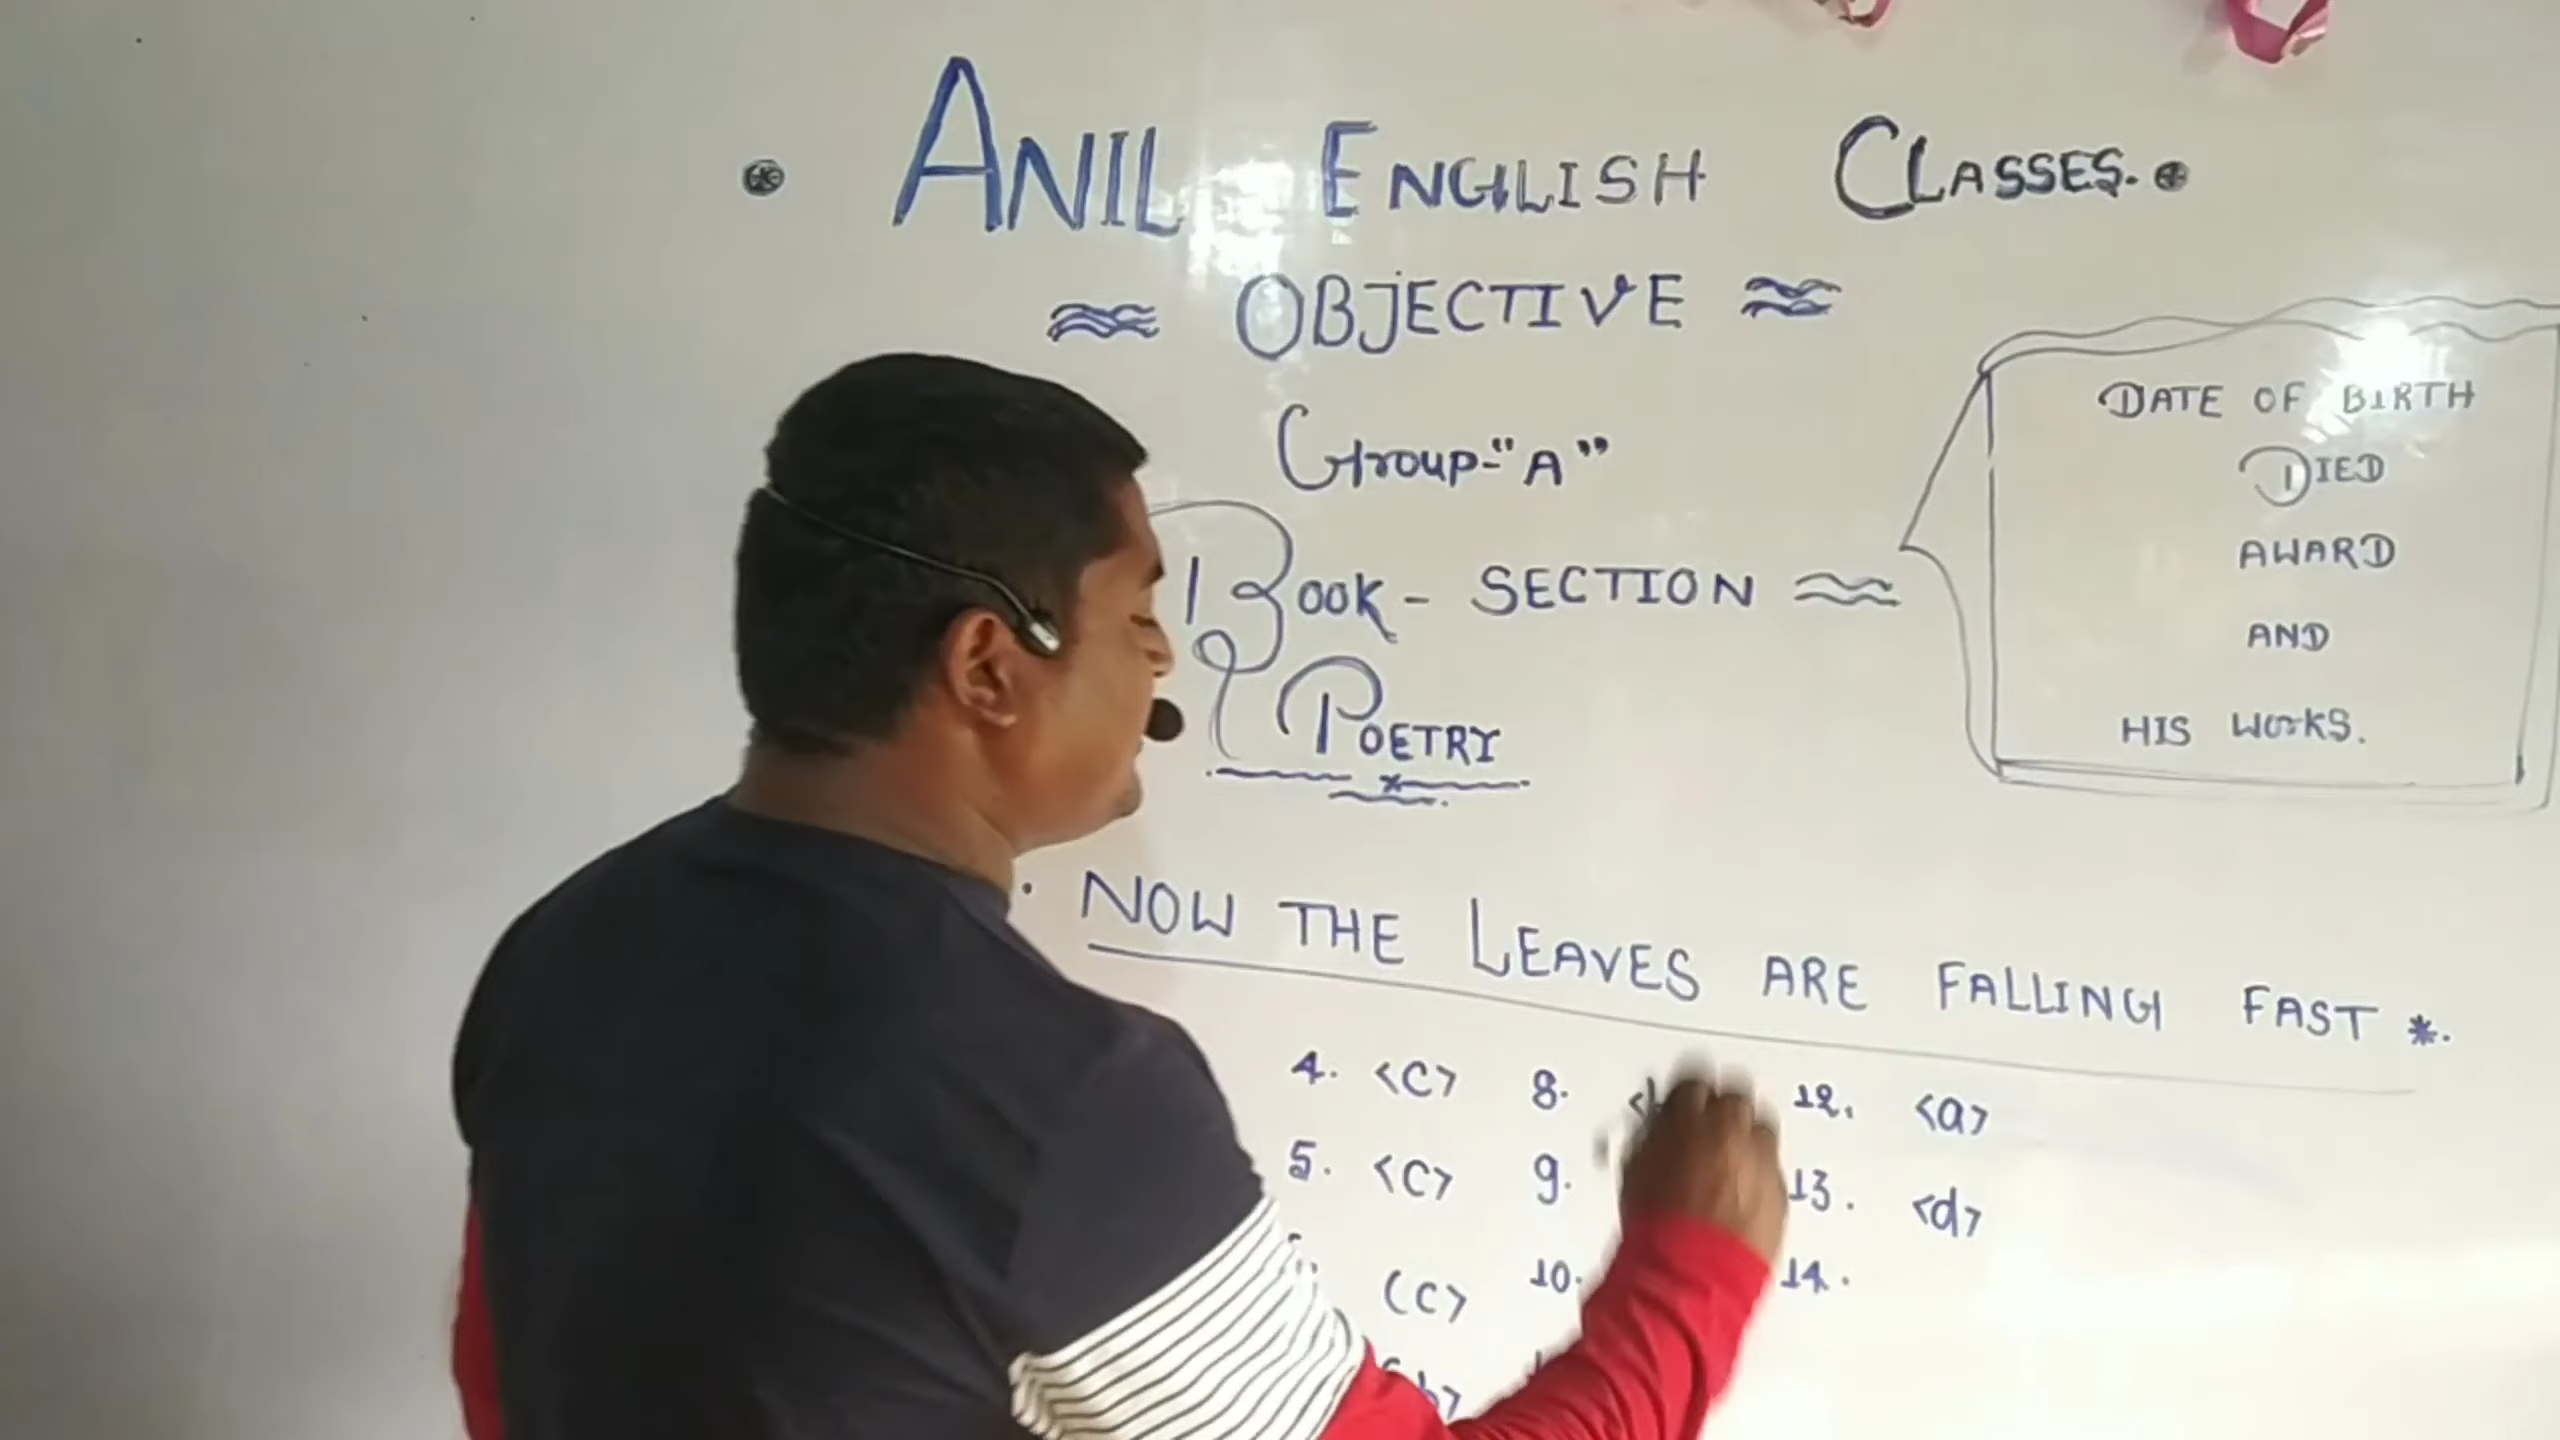 ANIL ENGLISH CLASSES.
OBJECTIVE
Group-"A"
BOOK - SECTION
POETRY
DATE OF BIRTH
DIED
AWARD
AND
HIS WORKS.
NOW THE LEAVES ARE FALLING FAST *.
4. <c> 8. 12. <a>
5. <c> 9. 13. <d>
(c> 10. 14.